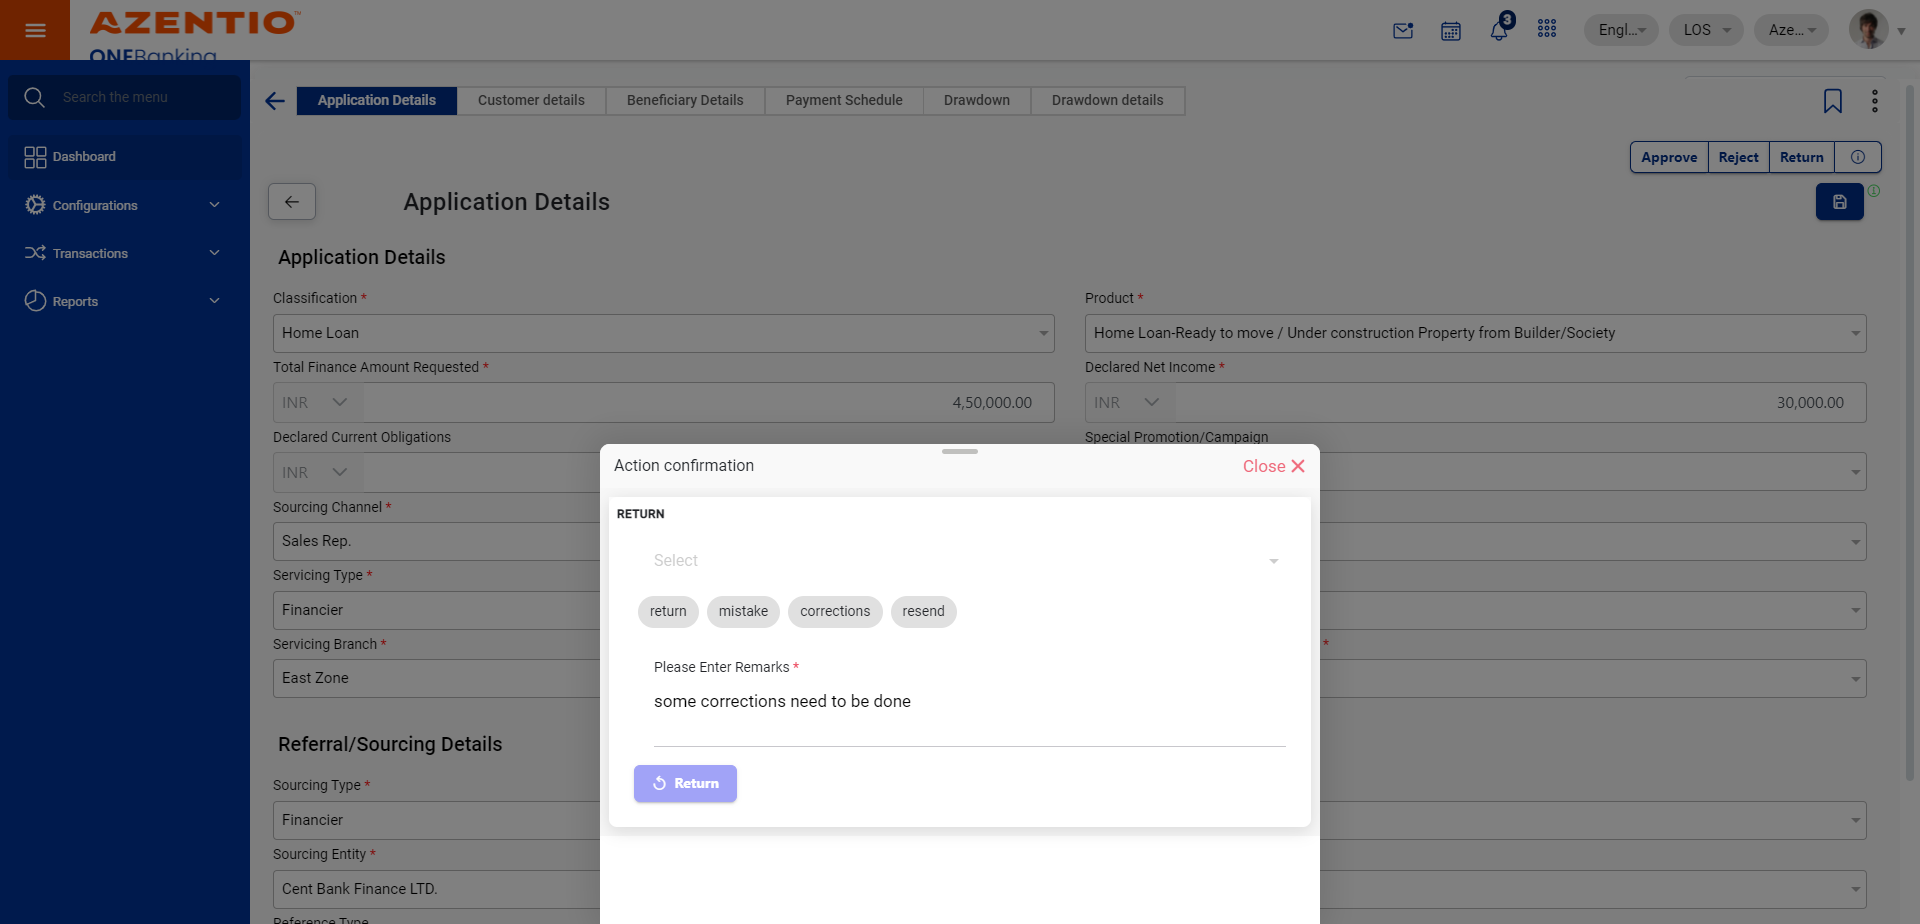 AZENTIO™
ONEBanking
3
Engl...
LOS
Aze...
Search the menu
Dashboard
Configurations
Transactions
Reports
Application Details
Customer details
Beneficiary Details
Payment Schedule
Drawdown
Drawdown details
Approve
Reject
Return
Application Details
Application Details
Classification *
Home Loan
Product *
Home Loan-Ready to move / Under construction Property from Builder/Society
Total Finance Amount Requested *
INR
4,50,000.00
Declared Net Income *
INR
30,000.00
Declared Current Obligations
INR
Special Promotion/Campaign
Sourcing Channel *
Sales Rep.
Servicing Type *
Financier
Servicing Branch *
East Zone
*
Referral/Sourcing Details
Sourcing Type *
Financier
Sourcing Entity *
Cent Bank Finance LTD.
Reference Type
Action confirmation
Close
RETURN
Select
return
mistake
corrections
resend
Please Enter Remarks *
some corrections need to be done
Return